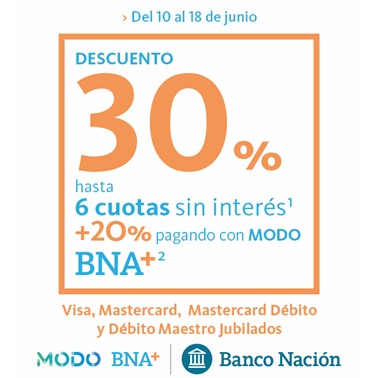 › Del 10 al 18 de junio
DESCUENTO
30%
hasta
6 cuotas sin interés¹
+20% pagando con MODO
BNA+²
Visa, Mastercard, Mastercard Débito
y Débito Maestro Jubilados
MODO BNA+ | Banco Nación